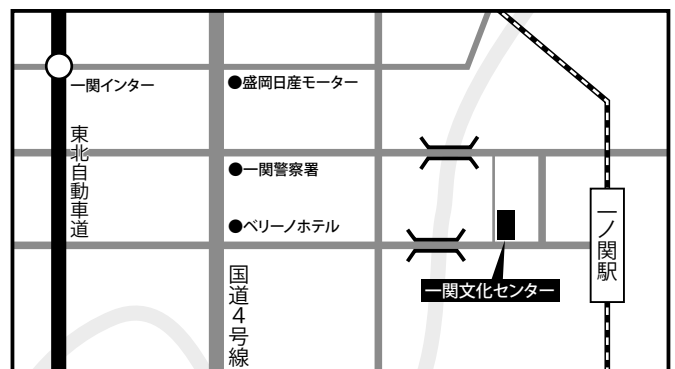 一関インター
●盛岡日産モーター
東北自動車道
●一関警察署
●ベリーノホテル
一ノ関駅
一関文化センター
国道4号線